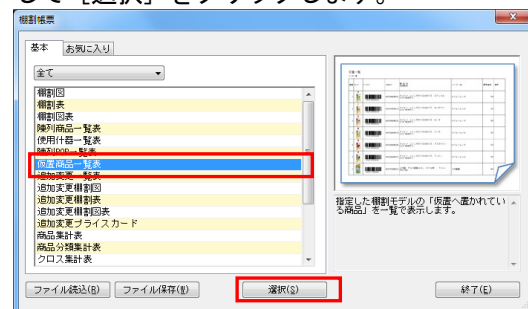 して［選択］をクリックします。
棚割帳票
基本 お気に入り
全て
棚割図
棚割表
棚割図表
陳列商品一覧表
使用什器一覧表
陳列POP一覧表
仮置商品一覧表
追加変更一覧表
追加変更棚割図
追加変更棚割表
追加変更棚割図表
追加変更プライスカード
商品集計表
商品分類集計表
クロス集計表
指定した棚割モデルの「仮置へ置かれてい
る商品」を一覧で表示します。
ファイル読込(R) ファイル保存(W) 選択(S) 終了(E)